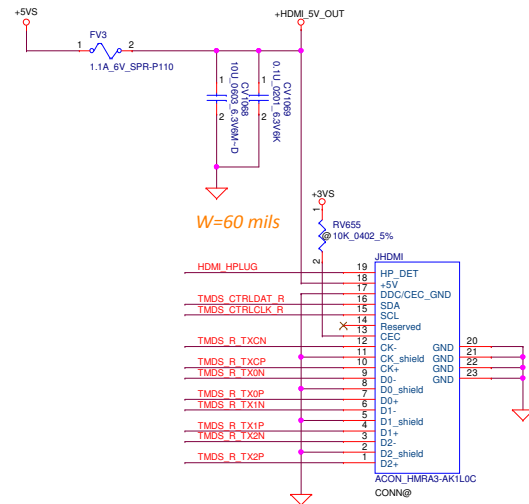 +5VS
+HDMI_5V_OUT
FV3
1 2
1.1A_6V_SPR-P110
1
2
CV1068
10U_0603_6.3V6M~D
1
2
CV1069
0.1U_0201_6.3V6K
W=60 mils
+3VS
1
RV655
@ 10K_0402_5%
2
JHDMI
HDMI_HPLUG 19 HP_DET
18 +5V
17 DDC/CEC_GND
TMDS_CTRLDAT_R 16 SDA
TMDS_CTRLCLK_R 15 SCL
14 Reserved
13 CEC
TMDS_R_TXCN 12 CK- GND 20
11 CK_shield GND 21
TMDS_R_TXCP 10 CK+ GND 22
TMDS_R_TX0N 9 D0- GND 23
8 D0_shield
TMDS_R_TX0P 7 D0+
TMDS_R_TX1N 6 D1-
5 D1_shield
TMDS_R_TX1P 4 D1+
TMDS_R_TX2N 3 D2-
2 D2_shield
TMDS_R_TX2P 1 D2+
ACON_HMRA3-AK1L0C
CONN@